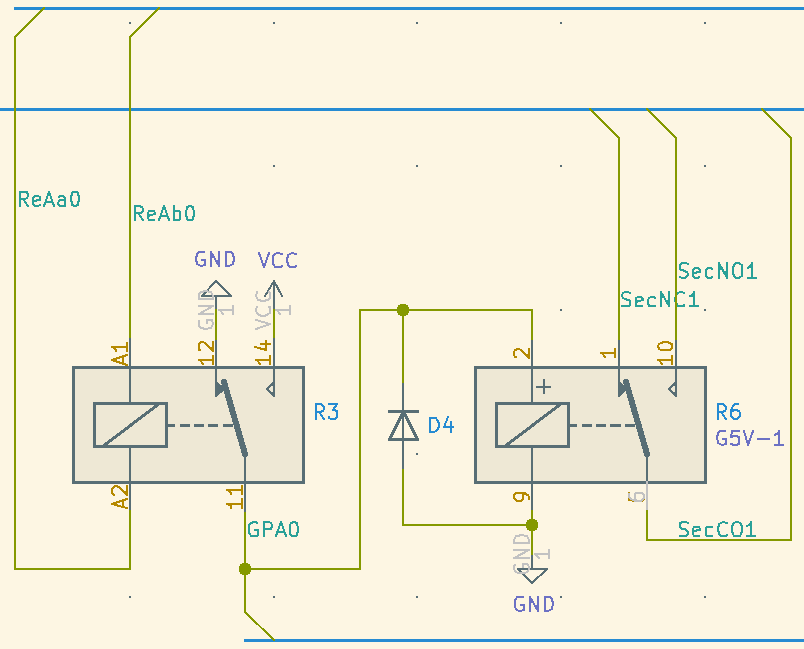 ReAa0
ReAb0
GND
VCC
GND
1
VCC
1
A1
12
14
R3
A2
11
GPA0
D4
SecNO1
SecNC1
2
1
10
R6
G5V-1
9
GND
1
GND
SecCO1